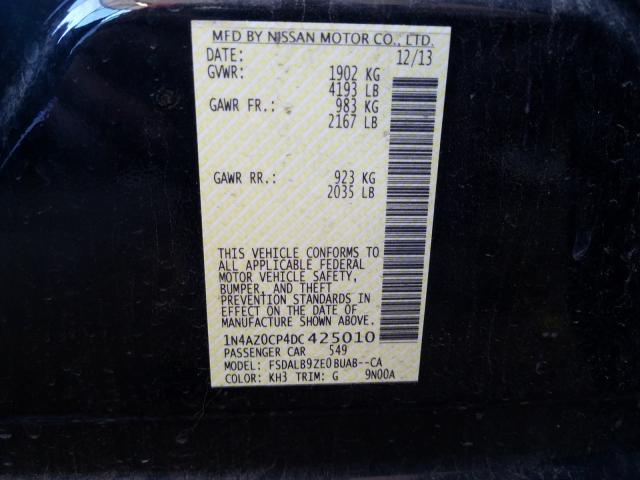 MFD BY NISSAN MOTOR CO., LTD.
DATE: 12/13
GVWR: 1902 KG
4193 LB
GAWR FR.: 983 KG
2167 LB
GAWR RR.: 923 KG
2035 LB
THIS VEHICLE CONFORMS TO
ALL APPLICABLE FEDERAL
MOTOR VEHICLE SAFETY,
BUMPER, AND THEFT
PREVENTION STANDARDS IN
EFFECT ON THE DATE OF
MANUFACTURE SHOWN ABOVE.
1N4AZ0CP4DC425010
PASSENGER CAR 549
MODEL: FSDALB9ZE0BUAB--CA
COLOR: KH3 TRIM: G 9N00A